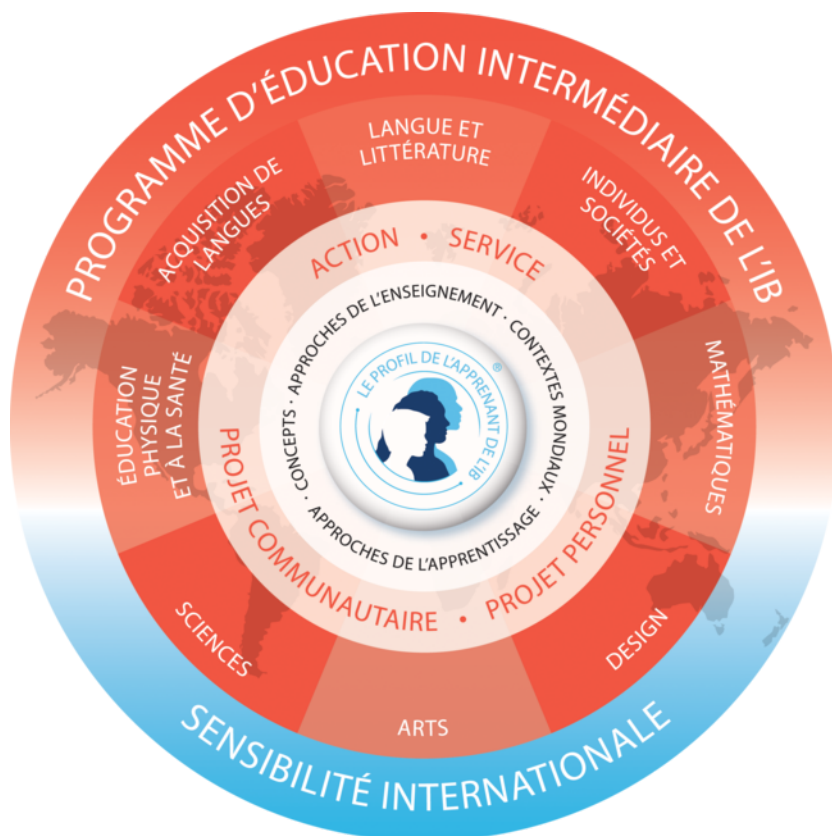 PROGRAMME D'ÉDUCATION INTERMÉDIAIRE DE L'IB
LANGUE ET
LITTÉRATURE
INDIVIDUS ET
SOCIÉTÉS
MATHÉMATIQUES
DESIGN
ARTS
SCIENCES
ÉDUCATION
PHYSIQUE
ET À LA SANTÉ
ACQUISITION DE
LANGUES
ACTION • SERVICE
PROJET COMMUNAUTAIRE • PROJET PERSONNEL
APPROCHES DE L'ENSEIGNEMENT · CONTEXTES MONDIAUX ·
APPROCHES DE L'APPRENTISSAGE · CONCEPTS ·
LE PROFIL DE L'APPRENANT DE L'IB
®
SENSIBILITÉ INTERNATIONALE